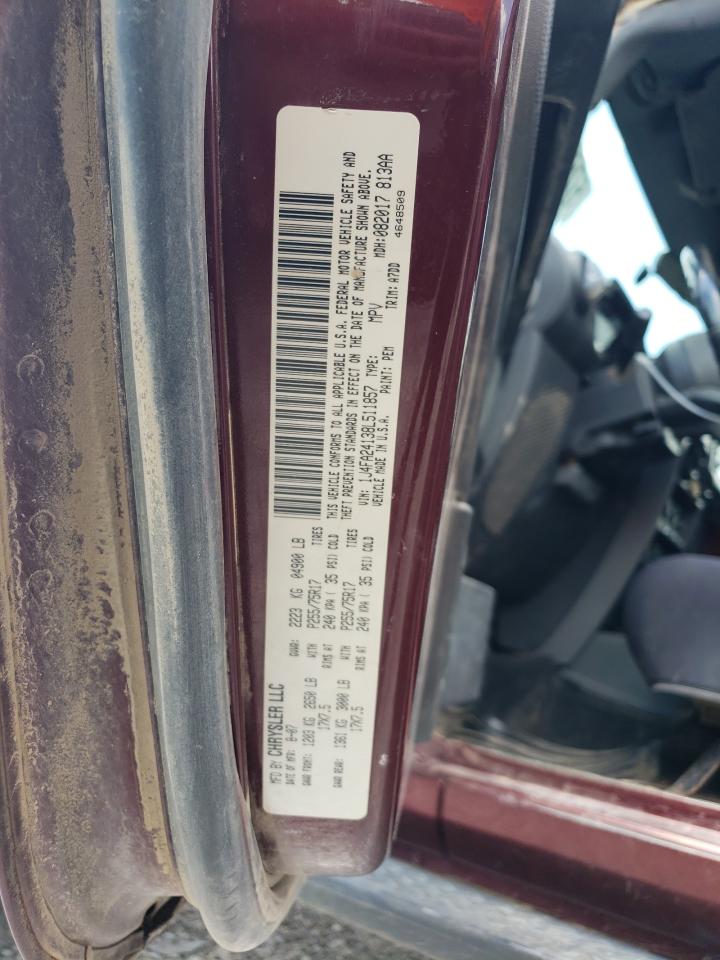 MFD BY CHRYSLER LLC
DATE OF MFR: 8-07 GVWR: 2223 KG 04900 LB
GAWR FRONT: 1203 KG 2650 LB WITH P255/75R17 TIRES
17X7.5 RIMS AT 240 KPA ( 35 PSI) COLD
GAWR REAR: 1361 KG 3000 LB WITH P255/75R17 TIRES
17X7.5 RIMS AT 240 KPA ( 35 PSI) COLD
THIS VEHICLE CONFORMS TO ALL APPLICABLE U.S.A. FEDERAL MOTOR VEHICLE SAFETY AND
THEFT PREVENTION STANDARDS IN EFFECT ON THE DATE OF MANUFACTURE SHOWN ABOVE.
VIN: 1J4FA24138L511857 TYPE: MPV MDH:082017 813AA
VEHICLE MADE IN U.S.A. PAINT: PEM TRIM: A7DD 4648509